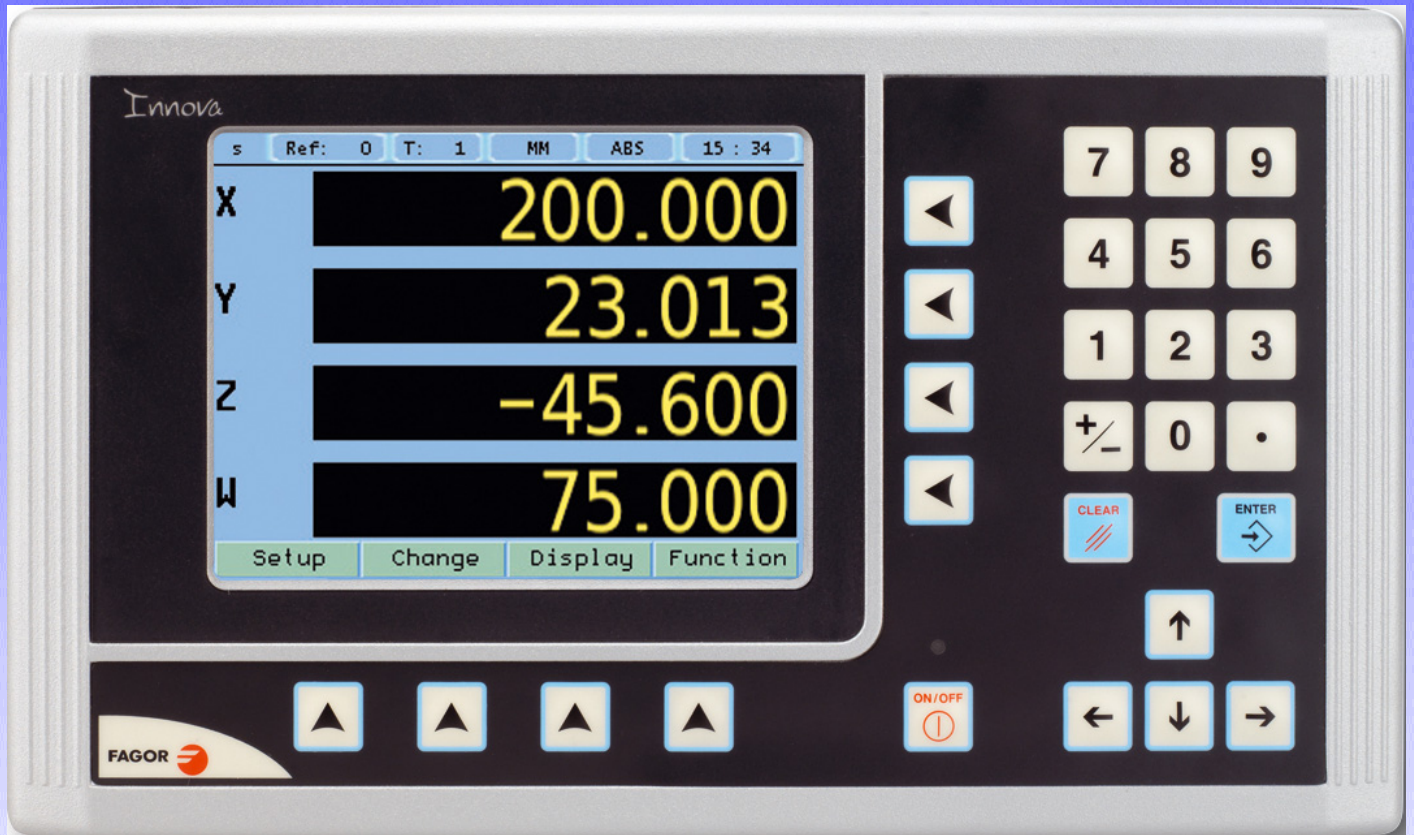 Innova
s Ref: 0 T: 1 MM ABS 15 : 34
X 200.000
Y 23.013
Z -45.600
W 75.000
Setup Change Display Function
7 8 9
4 5 6
1 2 3
+/- 0 .
CLEAR ENTER
ON/OFF
FAGOR